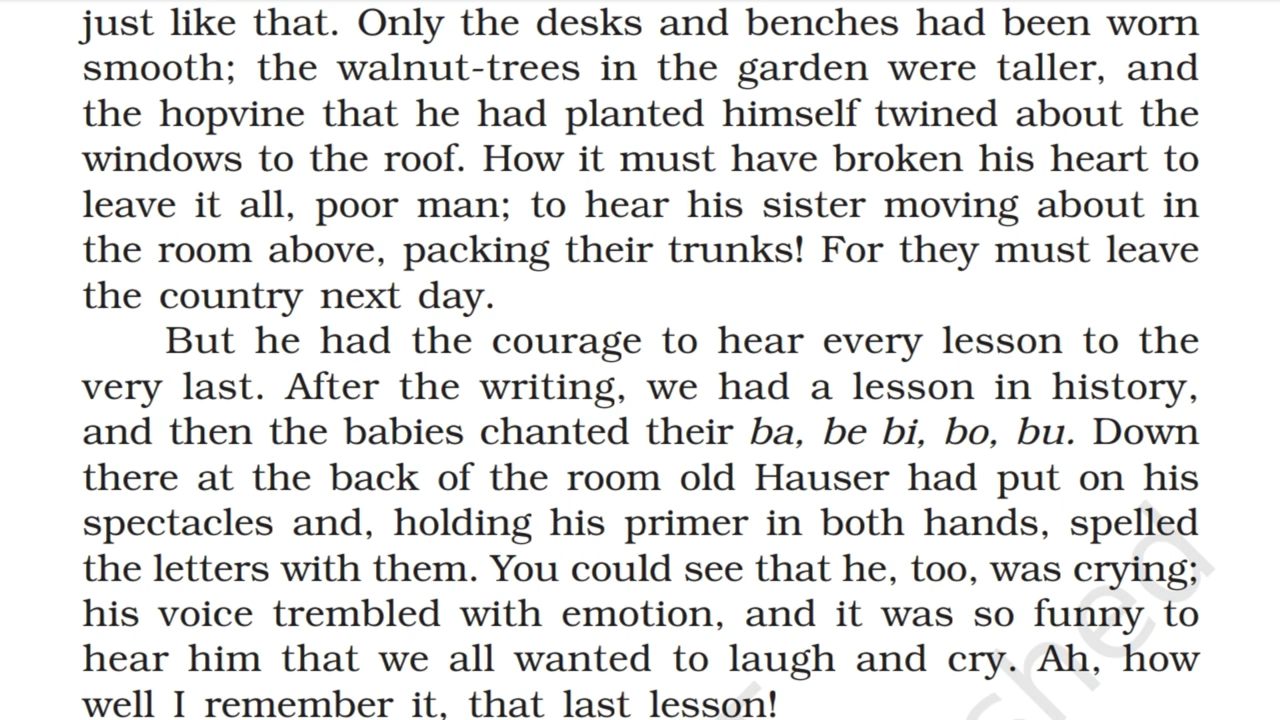 just like that. Only the desks and benches had been worn
smooth; the walnut-trees in the garden were taller, and
the hopvine that he had planted himself twined about the
windows to the roof. How it must have broken his heart to
leave it all, poor man; to hear his sister moving about in
the room above, packing their trunks! For they must leave
the country next day.
But he had the courage to hear every lesson to the
very last. After the writing, we had a lesson in history,
and then the babies chanted their ba, be bi, bo, bu. Down
there at the back of the room old Hauser had put on his
spectacles and, holding his primer in both hands, spelled
the letters with them. You could see that he, too, was crying;
his voice trembled with emotion, and it was so funny to
hear him that we all wanted to laugh and cry. Ah, how
well I remember it, that last lesson!